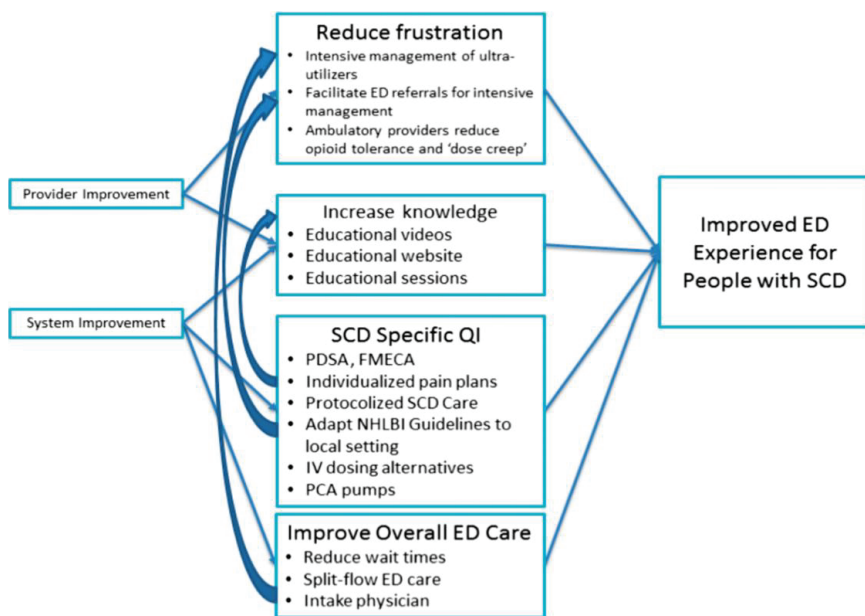 Reduce frustration
• Intensive management of ultra-
utilizers
• Facilitate ED referrals for intensive
management
• Ambulatory providers reduce
opioid tolerance and ‘dose creep’
Provider Improvement
Increase knowledge
• Educational videos
• Educational website
• Educational sessions
System Improvement
SCD Specific QI
• PDSA, FMECA
• Individualized pain plans
• Protocolized SCD Care
• Adapt NHLBI Guidelines to
local setting
• IV dosing alternatives
• PCA pumps
Improve Overall ED Care
• Reduce wait times
• Split-flow ED care
• Intake physician
Improved ED
Experience for
People with SCD